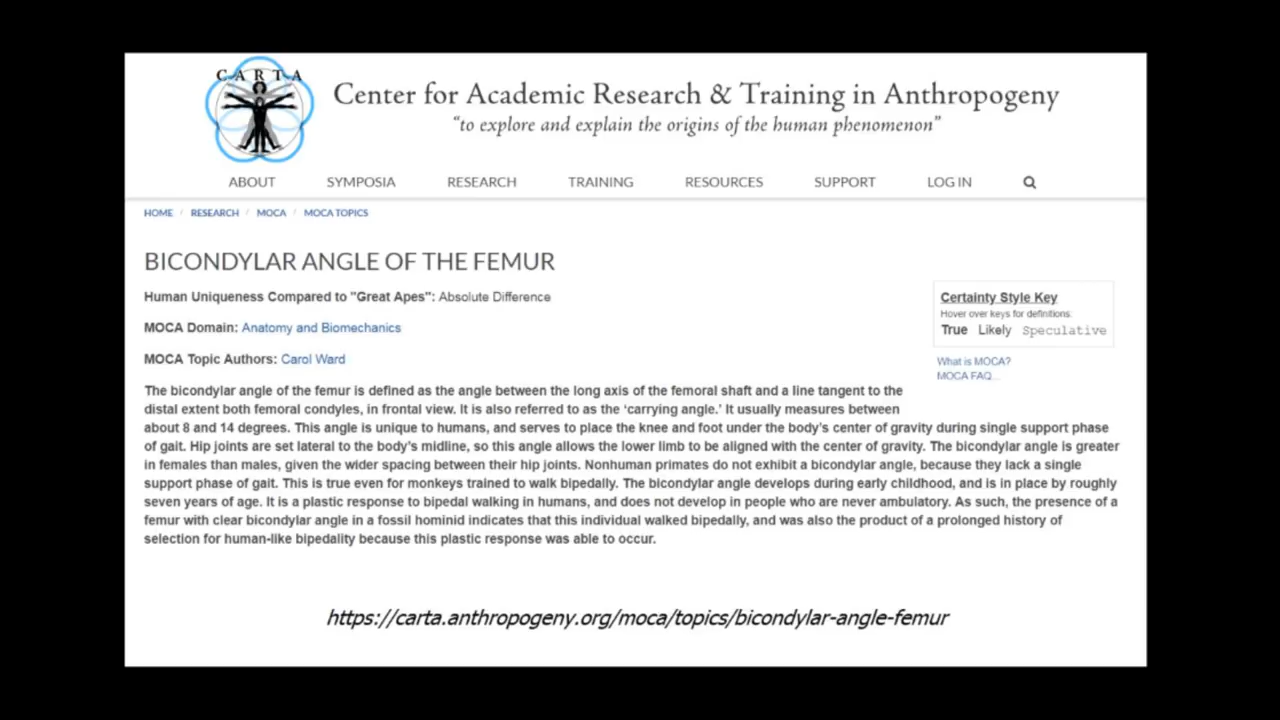 CARTA
Center for Academic Research & Training in Anthropogeny
“to explore and explain the origins of the human phenomenon”
ABOUT SYMPOSIA RESEARCH TRAINING RESOURCES SUPPORT LOG IN
HOME / RESEARCH / MOCA / MOCA TOPICS
BICONDYLAR ANGLE OF THE FEMUR
Human Uniqueness Compared to "Great Apes": Absolute Difference
MOCA Domain: Anatomy and Biomechanics
MOCA Topic Authors: Carol Ward
Certainty Style Key
Hover over keys for definitions.
True Likely Speculative
What is MOCA?
MOCA FAQ...
The bicondylar angle of the femur is defined as the angle between the long axis of the femoral shaft and a line tangent to the
distal extent both femoral condyles, in frontal view. It is also referred to as the ‘carrying angle.’ It usually measures between
about 8 and 14 degrees. This angle is unique to humans, and serves to place the knee and foot under the body’s center of gravity during single support phase
of gait. Hip joints are set lateral to the body’s midline, so this angle allows the lower limb to be aligned with the center of gravity. The bicondylar angle is greater
in females than males, given the wider spacing between their hip joints. Nonhuman primates do not exhibit a bicondylar angle, because they lack a single
support phase of gait. This is true even for monkeys trained to walk bipedally. The bicondylar angle develops during early childhood, and is in place by roughly
seven years of age. It is a plastic response to bipedal walking in humans, and does not develop in people who are never ambulatory. As such, the presence of a
femur with clear bicondylar angle in a fossil hominid indicates that this individual walked bipedally, and was also the product of a prolonged history of
selection for human-like bipedality because this plastic response was able to occur.
https://carta.anthropogeny.org/moca/topics/bicondylar-angle-femur